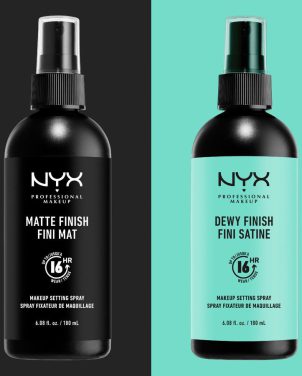 NYX
PROFESSIONAL
MAKEUP
MATTE FINISH
FINI MAT
16 HR
MAKEUP SETTING SPRAY
SPRAY FIXATEUR DE MAQUILLAGE
6.08 fl. oz. / 180 mL
NYX
PROFESSIONAL
MAKEUP
DEWY FINISH
FINI SATINE
16 HR
MAKEUP SETTING SPRAY
SPRAY FIXATEUR DE MAQUILLAGE
6.08 fl. oz. / 180 mL